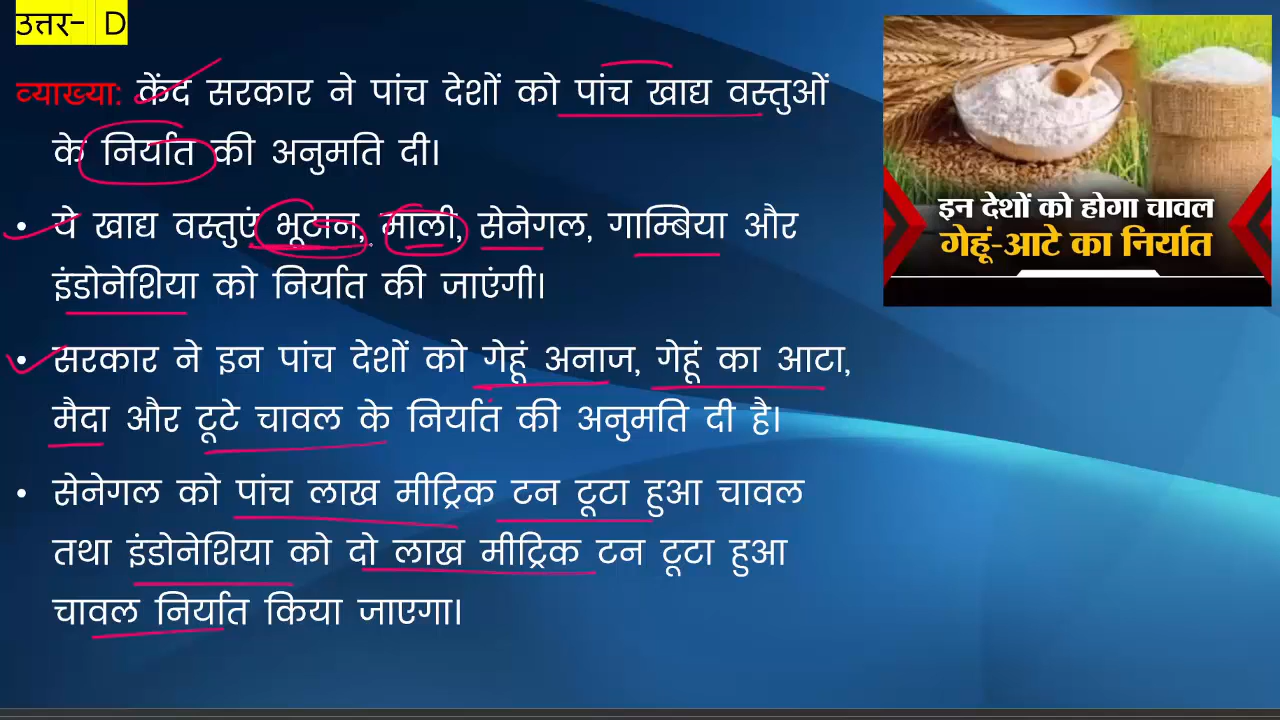 उत्तर- D
व्याख्या: केंद सरकार ने पांच देशों को पांच खाद्य वस्तुओं
के निर्यात की अनुमति दी।
• ये खाद्य वस्तुएं भूटान, माली, सेनेगल, गाम्बिया और
इंडोनेशिया को निर्यात की जाएंगी।
• सरकार ने इन पांच देशों को गेहूं अनाज, गेहूं का आटा,
मैदा और टूटे चावल के निर्यात की अनुमति दी है।
• सेनेगल को पांच लाख मीट्रिक टन टूटा हुआ चावल
तथा इंडोनेशिया को दो लाख मीट्रिक टन टूटा हुआ
चावल निर्यात किया जाएगा।
इन देशों को होगा चावल
गेहूं-आटे का निर्यात